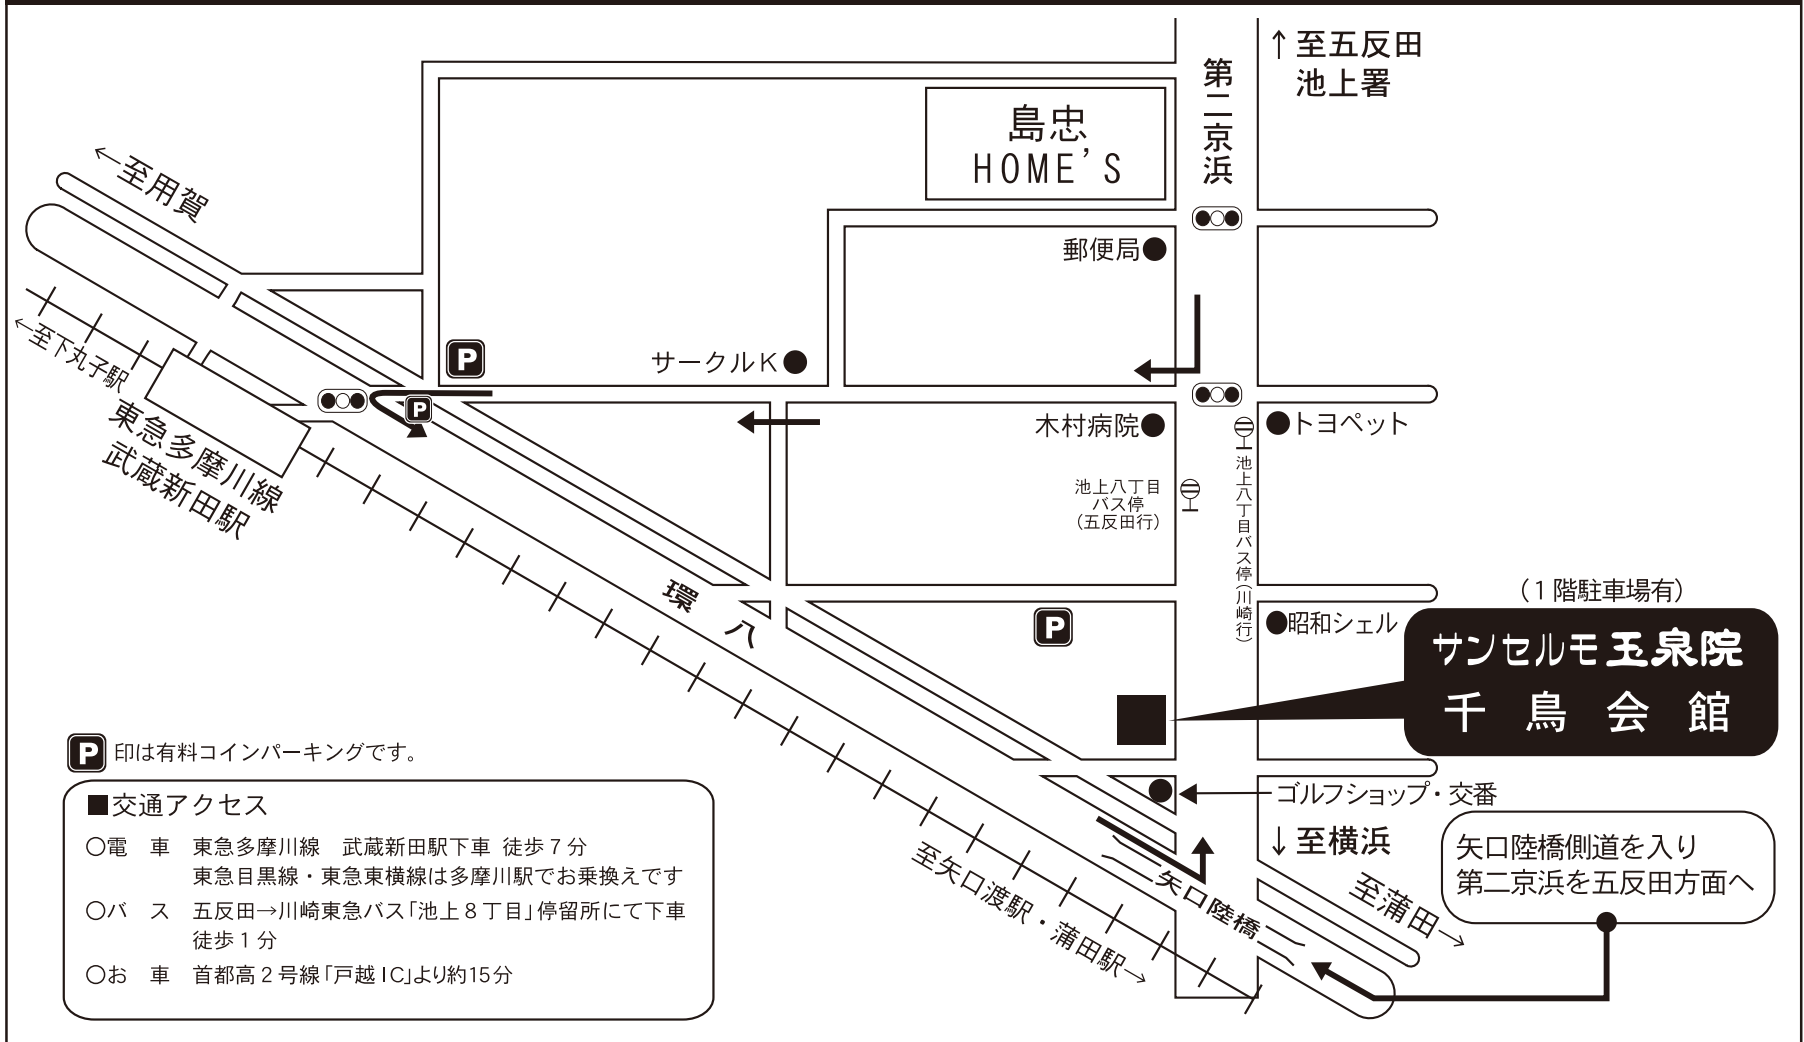 ↑至五反田
池上署
第二京浜
島忠
HOME'S
←至用賀
郵便局●
サークルK●
P
P
←至下丸子駅
東急多摩川線
武蔵新田駅
木村病院●
●トヨペット
池上八丁目
バス停
(五反田行)
池上八丁目バス停(川崎行)
環八
(1階駐車場有)
P
●昭和シェル
サンセルモ玉泉院
千鳥会館
ゴルフショップ・交番
↓至横浜
矢口陸橋側道を入り
第二京浜を五反田方面へ
至蒲田→
矢口陸橋
至矢口渡駅・蒲田駅→
P 印は有料コインパーキングです。
■交通アクセス
○電　車　東急多摩川線　武蔵新田駅下車 徒歩7分
東急目黒線・東急東横線は多摩川駅でお乗換えです
○バ　ス　五反田→川崎東急バス「池上8丁目」停留所にて下車
徒歩1分
○お　車　首都高2号線「戸越IC」より約15分